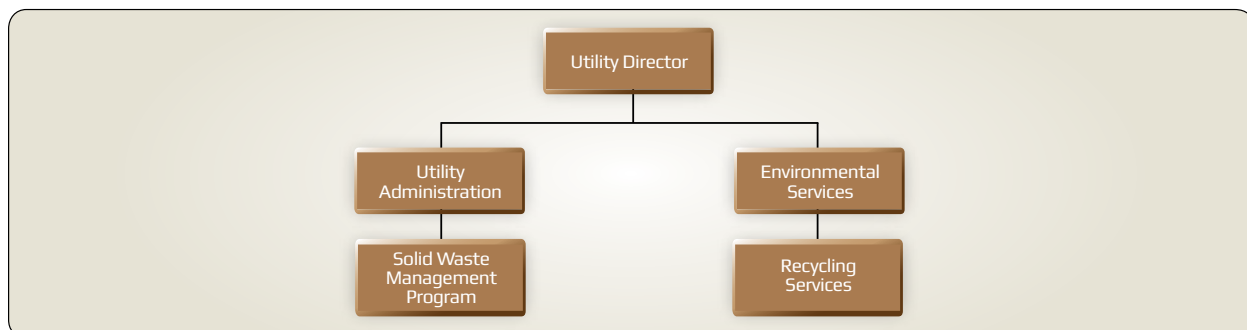 Utility Director
Utility
Administration
Environmental
Services
Solid Waste
Management
Program
Recycling
Services